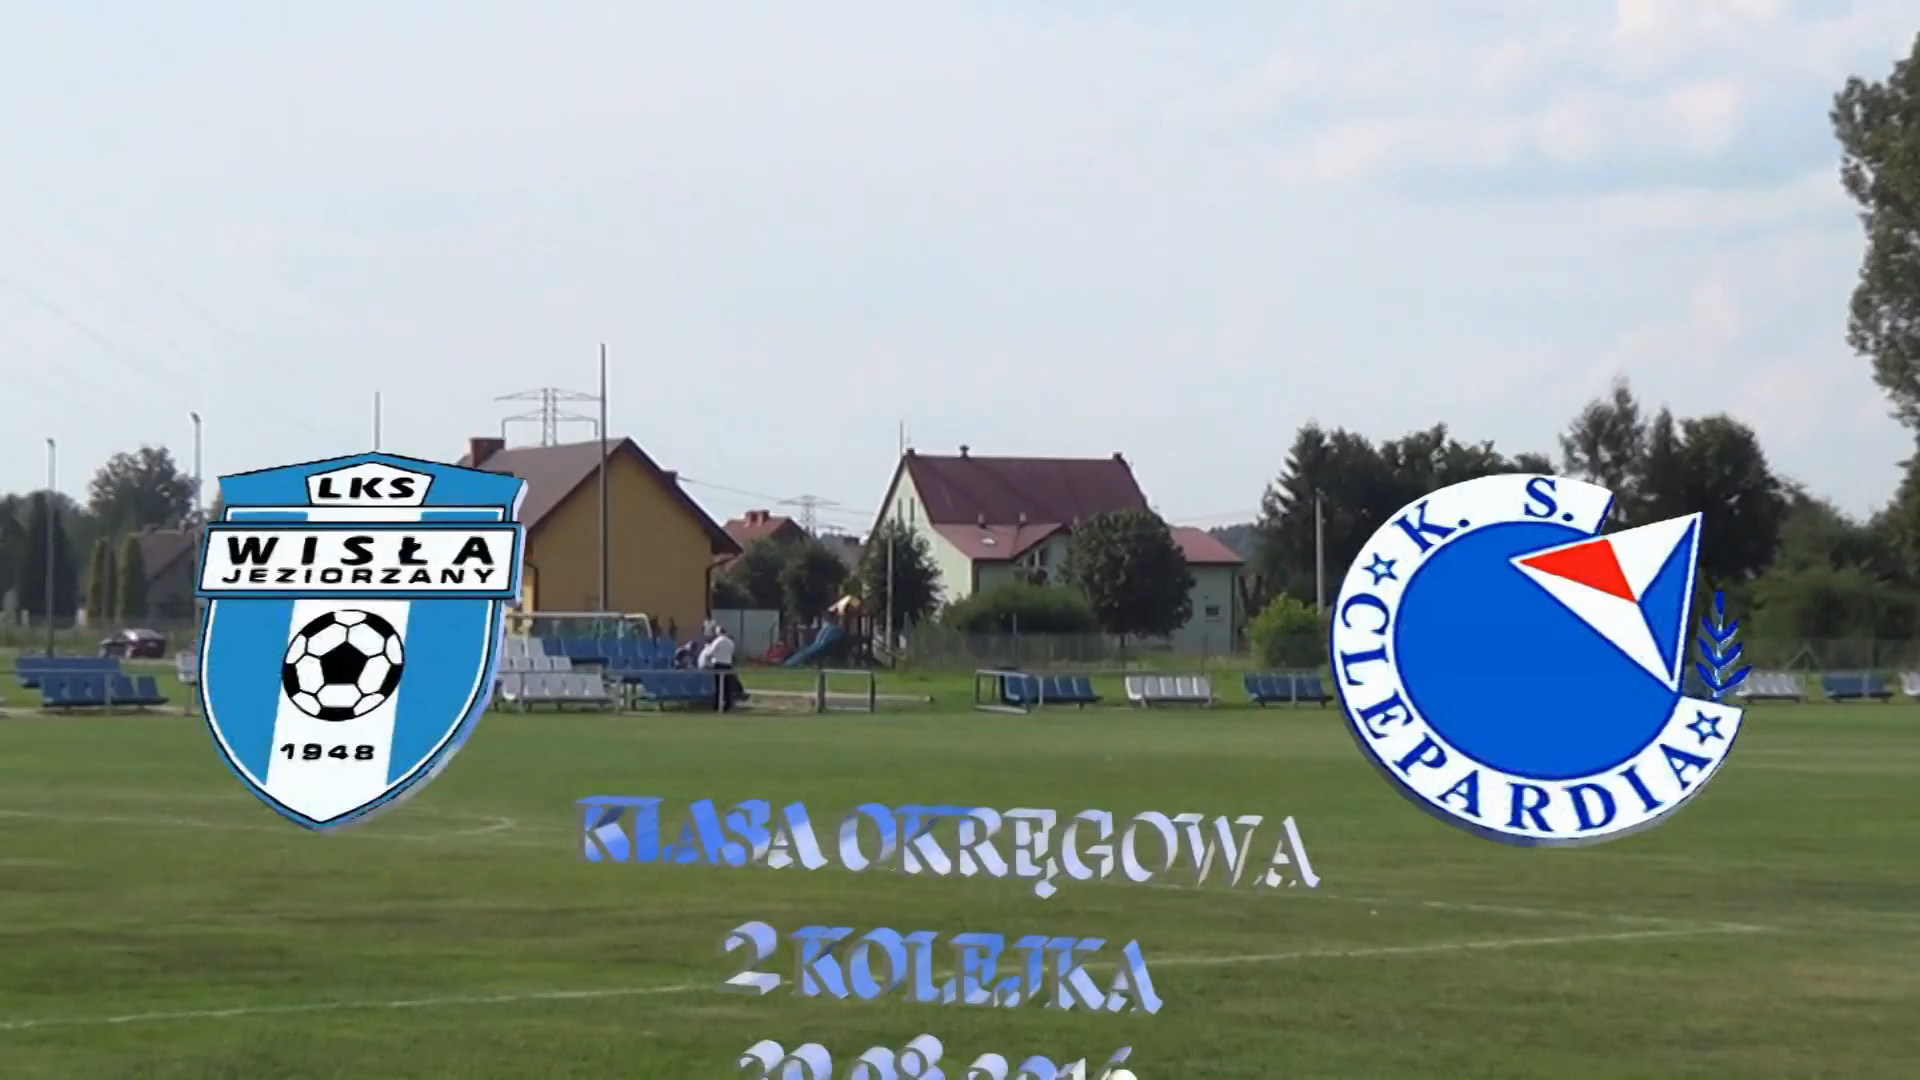 LKS
WISŁA
JEZIORZANY
1948
K. S.
CLEPARDIA
KLASA OKRĘGOWA
2 KOLEJKA